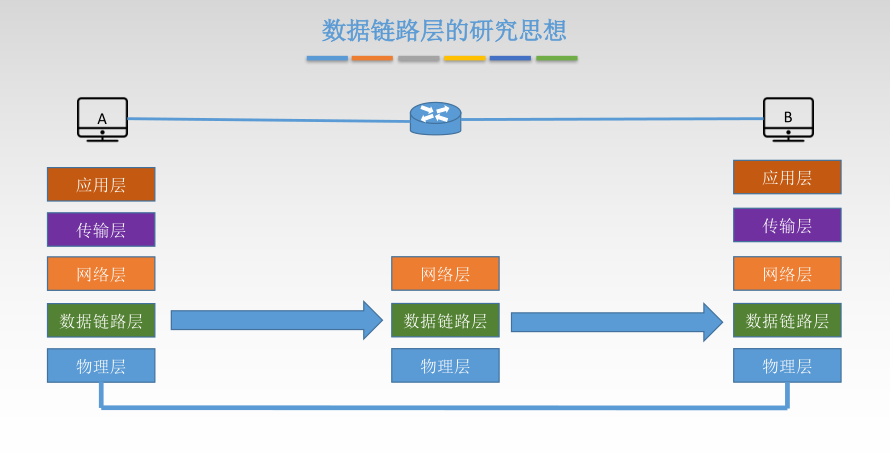 数据链路层的研究思想
A
B
应用层
传输层
网络层
数据链路层
物理层
网络层
数据链路层
物理层
应用层
传输层
网络层
数据链路层
物理层